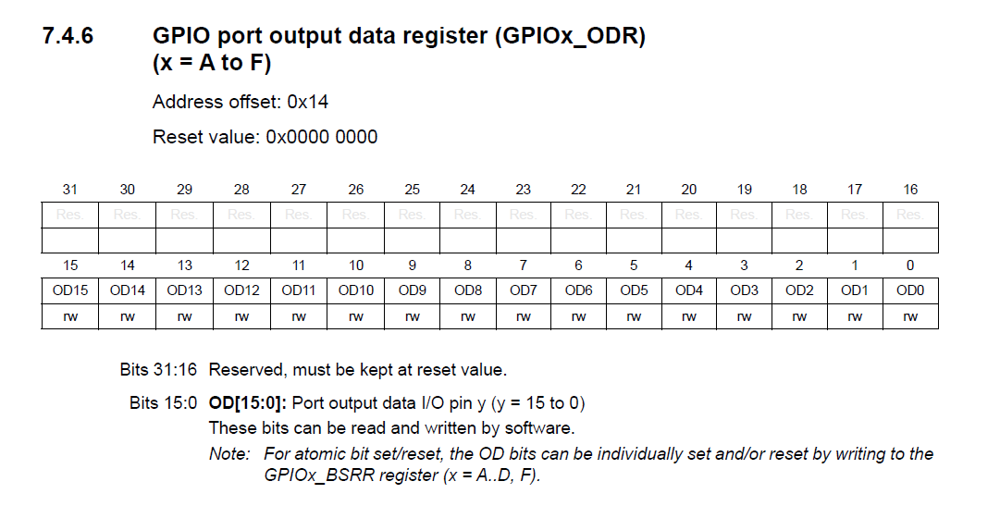 7.4.6 GPIO port output data register (GPIOx_ODR)
(x = A to F)
Address offset: 0x14
Reset value: 0x0000 0000
31 30 29 28 27 26 25 24 23 22 21 20 19 18 17 16
Res. Res. Res. Res. Res. Res. Res. Res. Res. Res. Res. Res. Res. Res. Res. Res.
15 14 13 12 11 10 9 8 7 6 5 4 3 2 1 0
OD15 OD14 OD13 OD12 OD11 OD10 OD9 OD8 OD7 OD6 OD5 OD4 OD3 OD2 OD1 OD0
rw rw rw rw rw rw rw rw rw rw rw rw rw rw rw rw
Bits 31:16 Reserved, must be kept at reset value.
Bits 15:0 OD[15:0]: Port output data I/O pin y (y = 15 to 0)
These bits can be read and written by software.
Note: For atomic bit set/reset, the OD bits can be individually set and/or reset by writing to the
GPIOx_BSRR register (x = A..D, F).